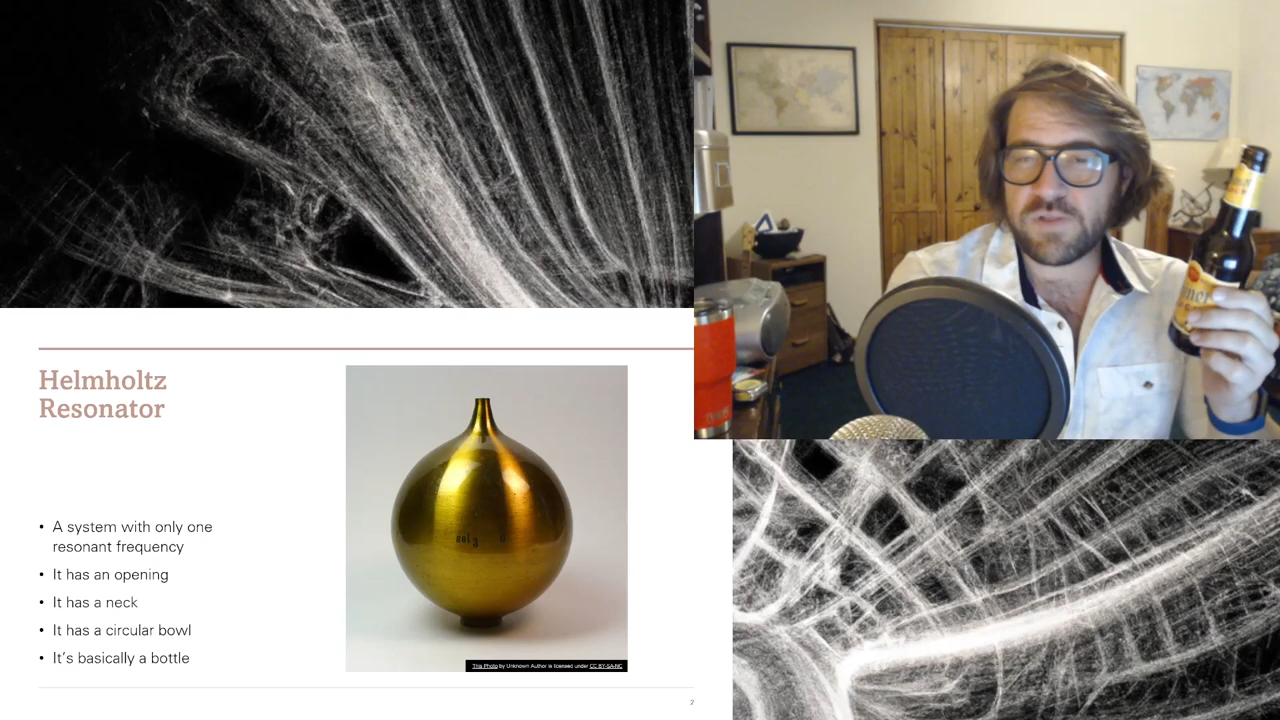 Helmholtz
Resonator
• A system with only one
resonant frequency
• It has an opening
• It has a neck
• It has a circular bowl
• It's basically a bottle
This Photo by Unknown Author is licensed under CC BY-SA-NC
2